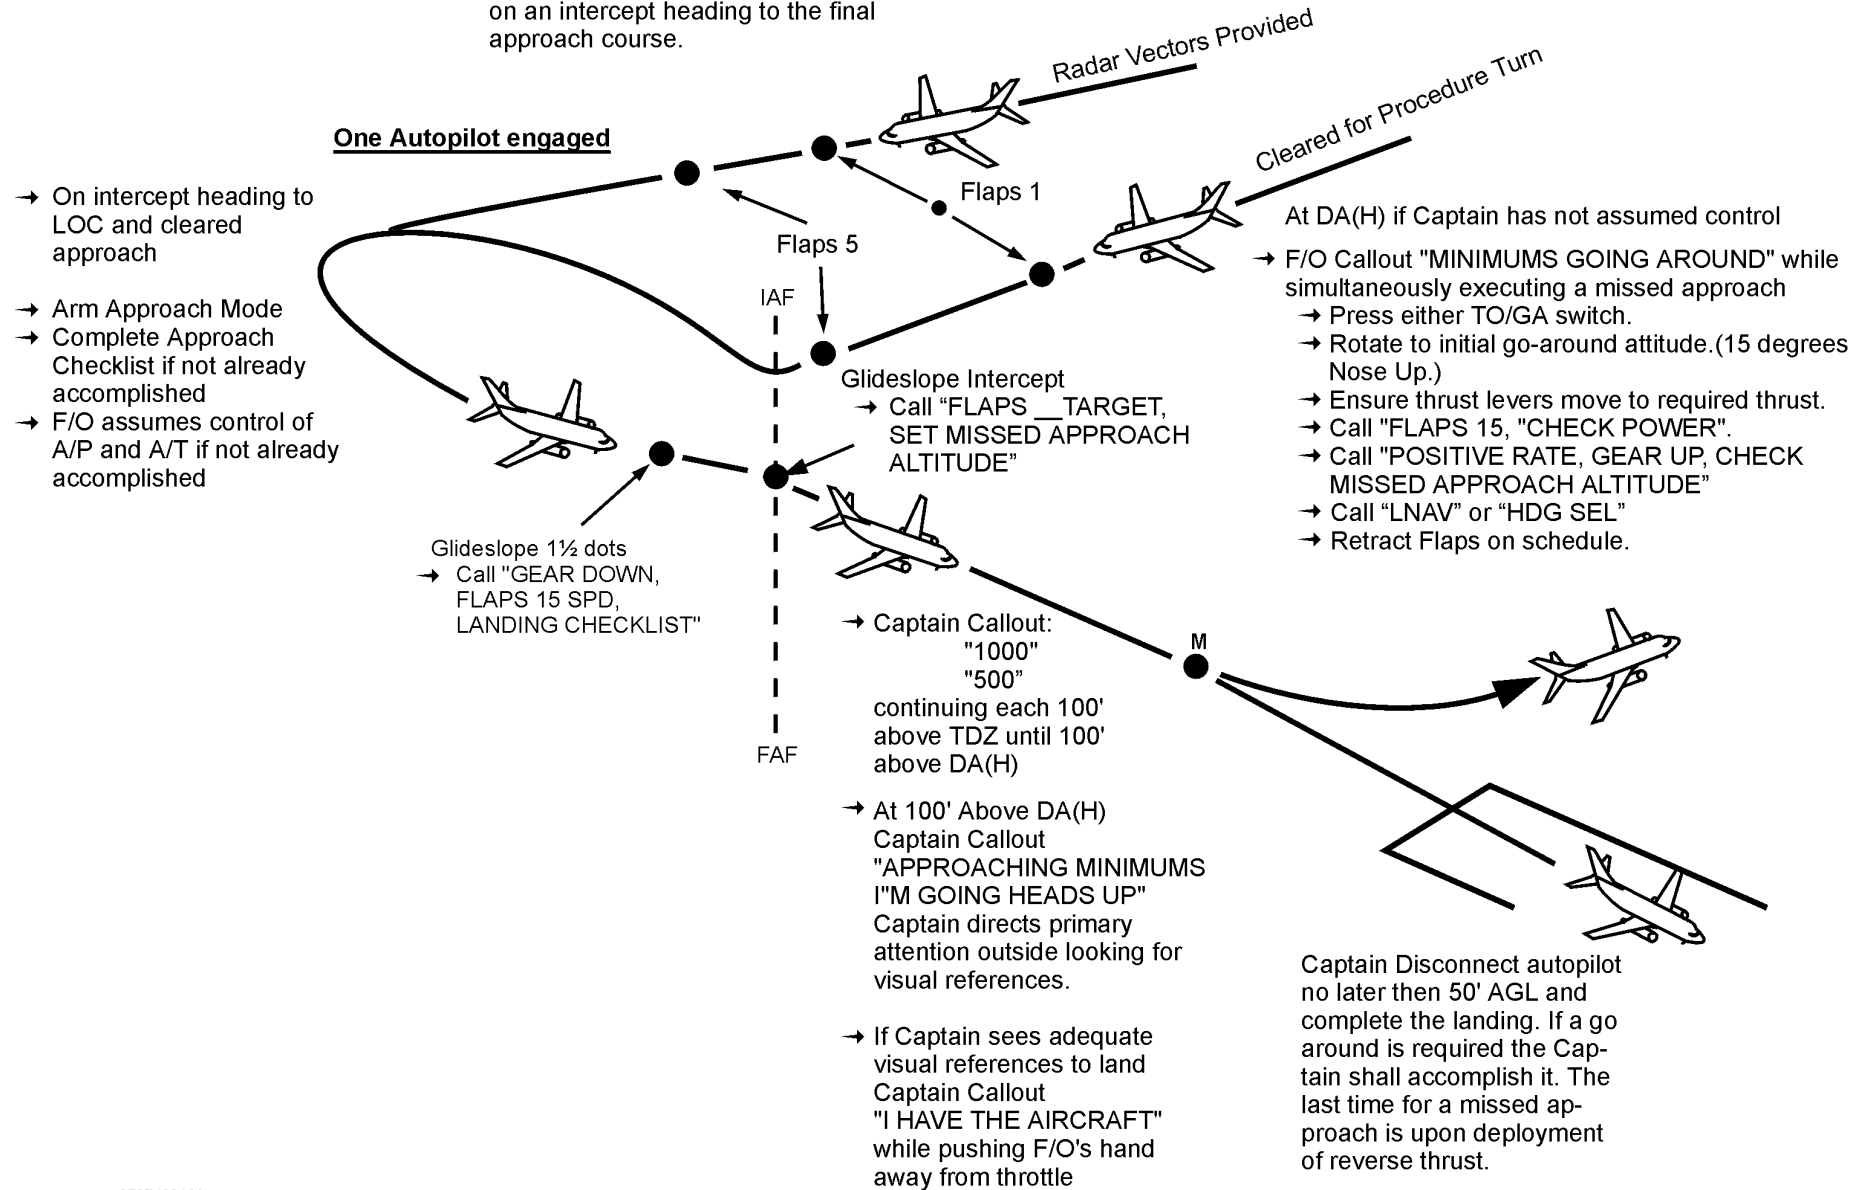 on an intercept heading to the final
approach course.
Radar Vectors Provided
Cleared for Procedure Turn
One Autopilot engaged
→ On intercept heading to
LOC and cleared
approach
→ Arm Approach Mode
→ Complete Approach
Checklist if not already
accomplished
→ F/O assumes control of
A/P and A/T if not already
accomplished
Flaps 1
Flaps 5
IAF
Glideslope Intercept
→ Call “FLAPS __TARGET,
SET MISSED APPROACH
ALTITUDE”
At DA(H) if Captain has not assumed control
→ F/O Callout "MINIMUMS GOING AROUND" while
simultaneously executing a missed approach
→ Press either TO/GA switch.
→ Rotate to initial go-around attitude.(15 degrees
Nose Up.)
→ Ensure thrust levers move to required thrust.
→ Call "FLAPS 15, "CHECK POWER".
→ Call "POSITIVE RATE, GEAR UP, CHECK
MISSED APPROACH ALTITUDE”
→ Call “LNAV” or “HDG SEL”
→ Retract Flaps on schedule.
Glideslope 1½ dots
→ Call "GEAR DOWN,
FLAPS 15 SPD,
LANDING CHECKLIST"
FAF
M
→ Captain Callout:
"1000"
"500”
continuing each 100'
above TDZ until 100'
above DA(H)
→ At 100' Above DA(H)
Captain Callout
"APPROACHING MINIMUMS
I"M GOING HEADS UP"
Captain directs primary
attention outside looking for
visual references.
→ If Captain sees adequate
visual references to land
Captain Callout
"I HAVE THE AIRCRAFT"
while pushing F/O's hand
away from throttle
Captain Disconnect autopilot
no later then 50' AGL and
complete the landing. If a go
around is required the Cap-
tain shall accomplish it. The
last time for a missed ap-
proach is upon deployment
of reverse thrust.